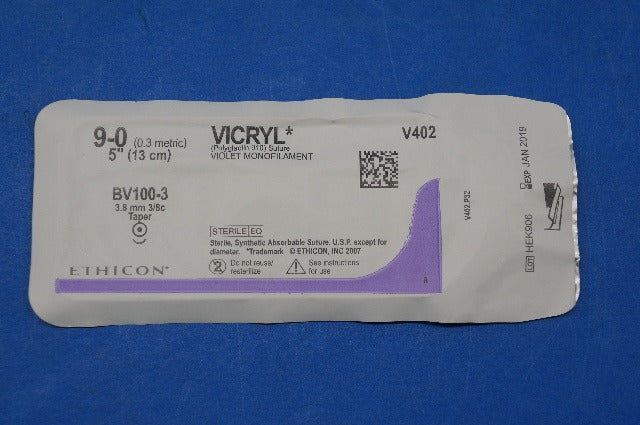 9-0 (0.3 metric)
5" (13 cm)
VICRYL*
(Polyglactin 910) Suture
VIOLET MONOFILAMENT
V402
BV100-3
3.8 mm 3/8c
Taper
STERILE EO
Sterile, Synthetic Absorbable Suture, U.S.P. except for
diameter. *Trademark © ETHICON, INC 2007
2 Do not reuse/
resterilize
See instructions
for use
ETHICON*
V402.P32
EXP JAN 2019
LOT HEK906